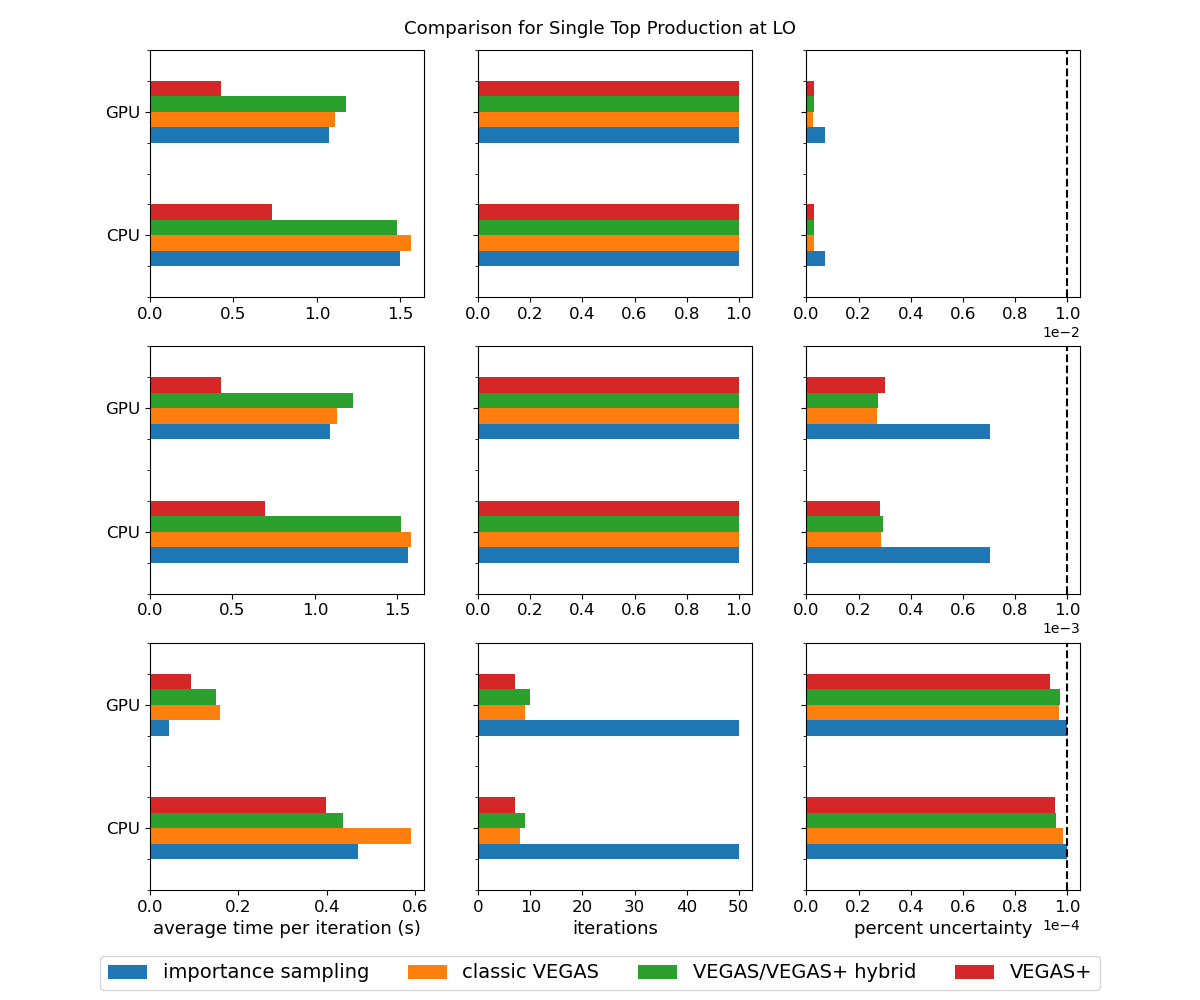 Comparison for Single Top Production at LO
GPU
CPU
0.0 0.5 1.0 1.5
0.0 0.2 0.4 0.6 0.8 1.0
0.0 0.2 0.4 0.6 0.8 1.0
1e−2
GPU
CPU
0.0 0.5 1.0 1.5
0.0 0.2 0.4 0.6 0.8 1.0
0.0 0.2 0.4 0.6 0.8 1.0
1e−3
GPU
CPU
0.0 0.2 0.4 0.6
0 10 20 30 40 50
0.0 0.2 0.4 0.6 0.8 1.0
1e−4
average time per iteration (s)
iterations
percent uncertainty
importance sampling
classic VEGAS
VEGAS/VEGAS+ hybrid
VEGAS+